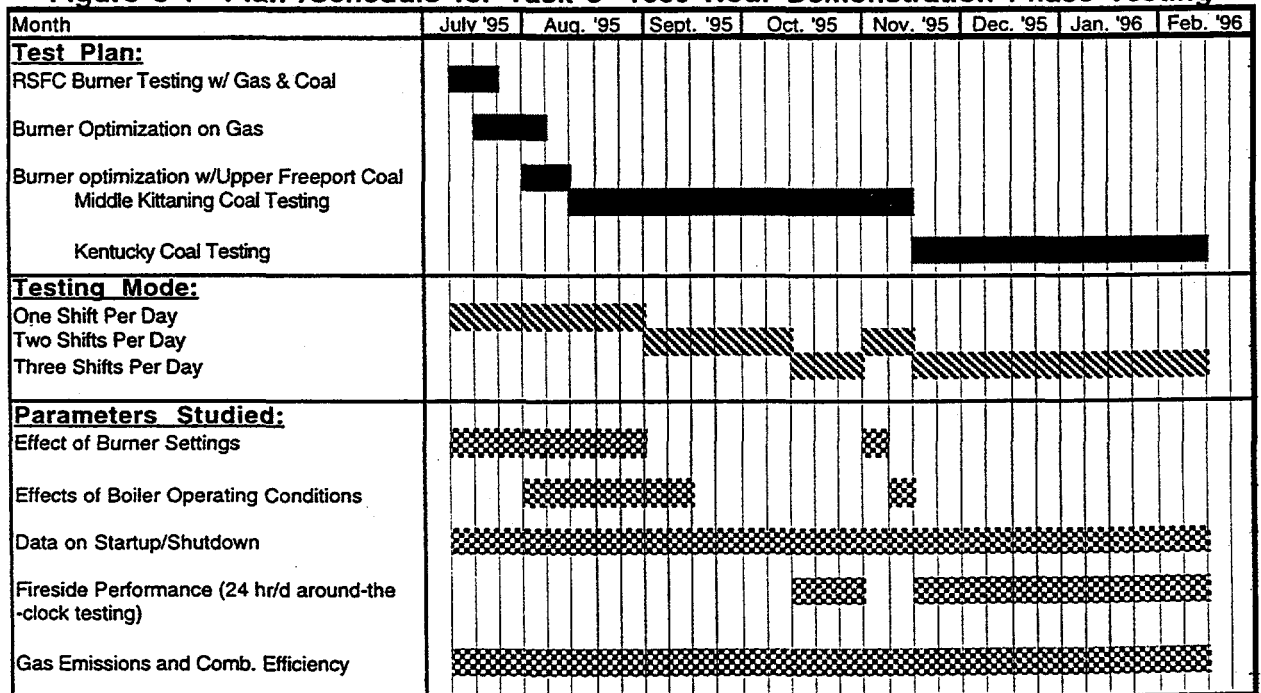 Month July '95 Aug. '95 Sept. '95 Oct. '95 Nov. '95 Dec. '95 Jan. '96 Feb. '96
Test Plan:
RSFC Burner Testing w/ Gas & Coal
Burner Optimization on Gas
Burner optimization w/Upper Freeport Coal
Middle Kittaning Coal Testing
Kentucky Coal Testing
Testing Mode:
One Shift Per Day
Two Shifts Per Day
Three Shifts Per Day
Parameters Studied:
Effect of Burner Settings
Effects of Boiler Operating Conditions
Data on Startup/Shutdown
Fireside Performance (24 hr/d around-the
-clock testing)
Gas Emissions and Comb. Efficiency